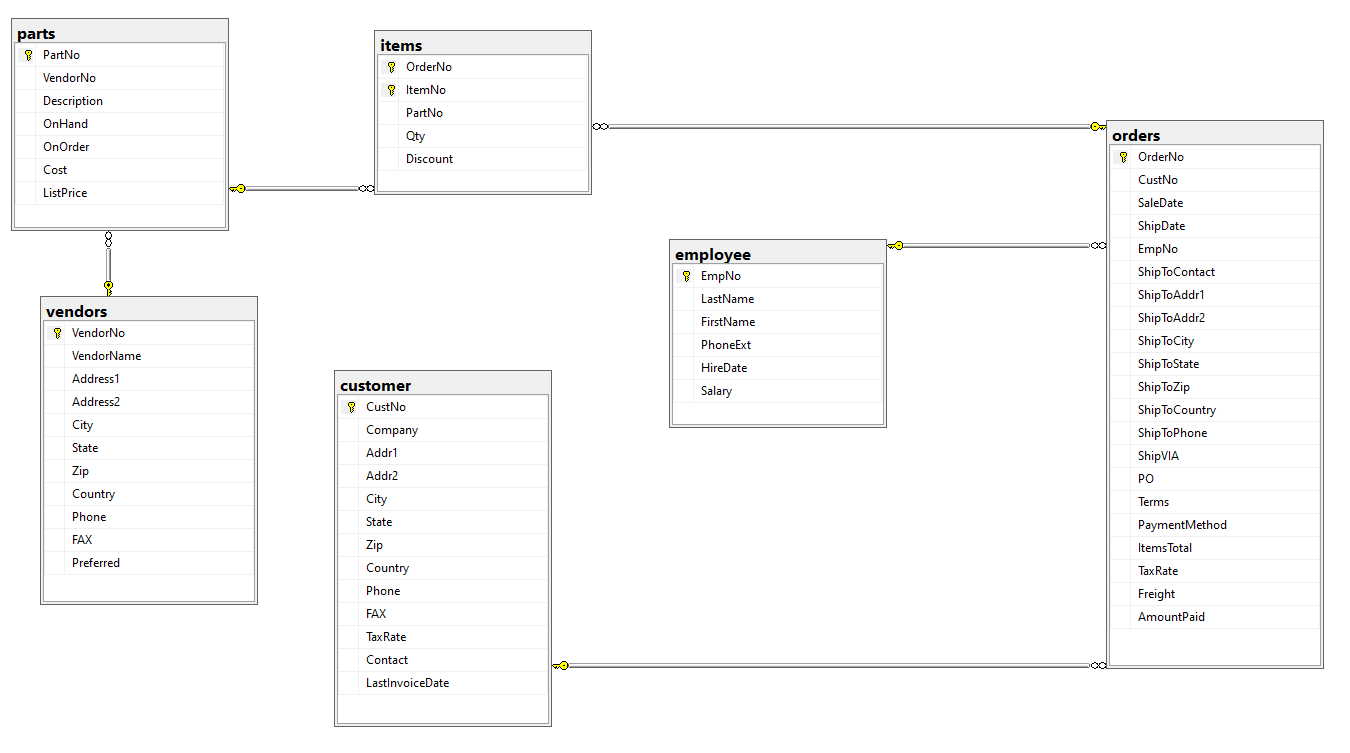 parts
PartNo
VendorNo
Description
OnHand
OnOrder
Cost
ListPrice
items
OrderNo
ItemNo
PartNo
Qty
Discount
orders
OrderNo
CustNo
SaleDate
ShipDate
EmpNo
ShipToContact
ShipToAddr1
ShipToAddr2
ShipToCity
ShipToState
ShipToZip
ShipToCountry
ShipToPhone
ShipVIA
PO
Terms
PaymentMethod
ItemsTotal
TaxRate
Freight
AmountPaid
employee
EmpNo
LastName
FirstName
PhoneExt
HireDate
Salary
vendors
VendorNo
VendorName
Address1
Address2
City
State
Zip
Country
Phone
FAX
Preferred
customer
CustNo
Company
Addr1
Addr2
City
State
Zip
Country
Phone
FAX
TaxRate
Contact
LastInvoiceDate